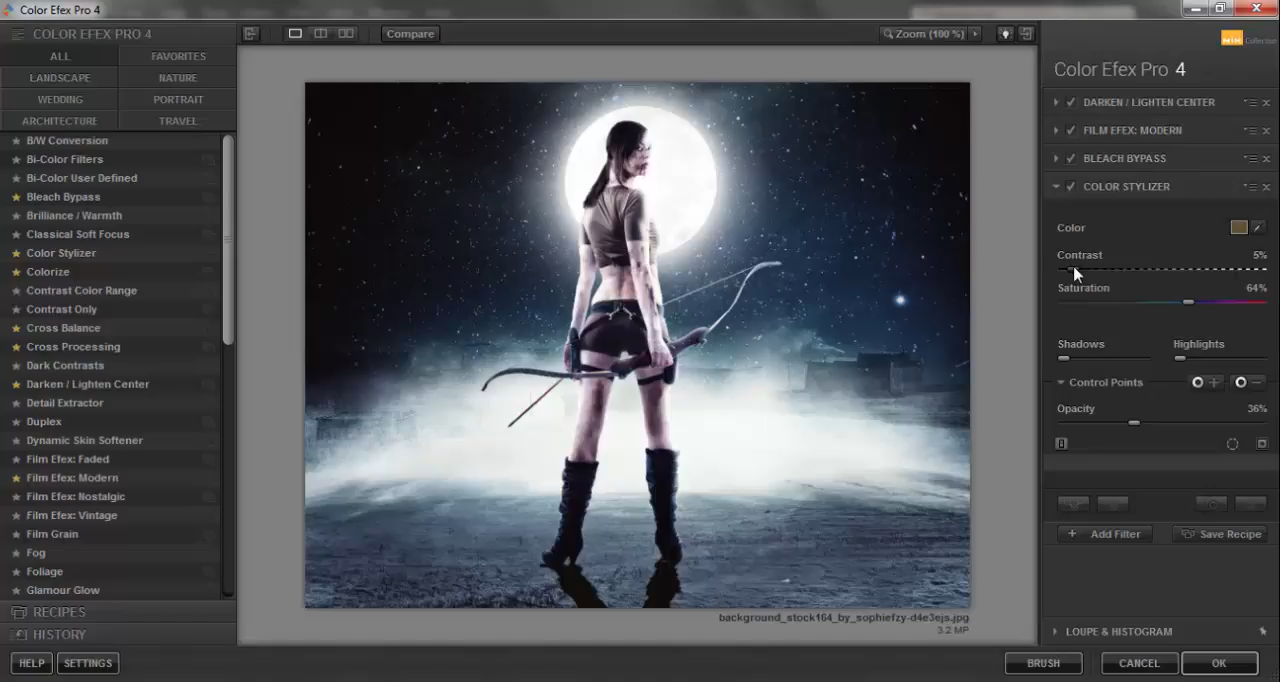 Color Efex Pro 4
COLOR EFEX PRO 4
ALL FAVORITES
LANDSCAPE NATURE
WEDDING PORTRAIT
ARCHITECTURE TRAVEL
B/W Conversion
Bi-Color Filters
Bi-Color User Defined
Bleach Bypass
Brilliance / Warmth
Classical Soft Focus
Color Stylizer
Colorize
Contrast Color Range
Contrast Only
Cross Balance
Cross Processing
Dark Contrasts
Darken / Lighten Center
Detail Extractor
Duplex
Dynamic Skin Softener
Film Efex: Faded
Film Efex: Modern
Film Efex: Nostalgic
Film Efex: Vintage
Film Grain
Fog
Foliage
Glamour Glow
RECIPES
HISTORY
HELP SETTINGS
Compare
Zoom (100 %)
background_stock164_by_sophiefzy-d4e3ejs.jpg
3.2 MP
Collection
Color Efex Pro 4
DARKEN / LIGHTEN CENTER
FILM EFEX: MODERN
BLEACH BYPASS
COLOR STYLIZER
Color
Contrast 5%
Saturation 64%
Shadows Highlights
Control Points
Opacity 36%
Add Filter Save Recipe
LOUPE & HISTOGRAM
BRUSH CANCEL OK